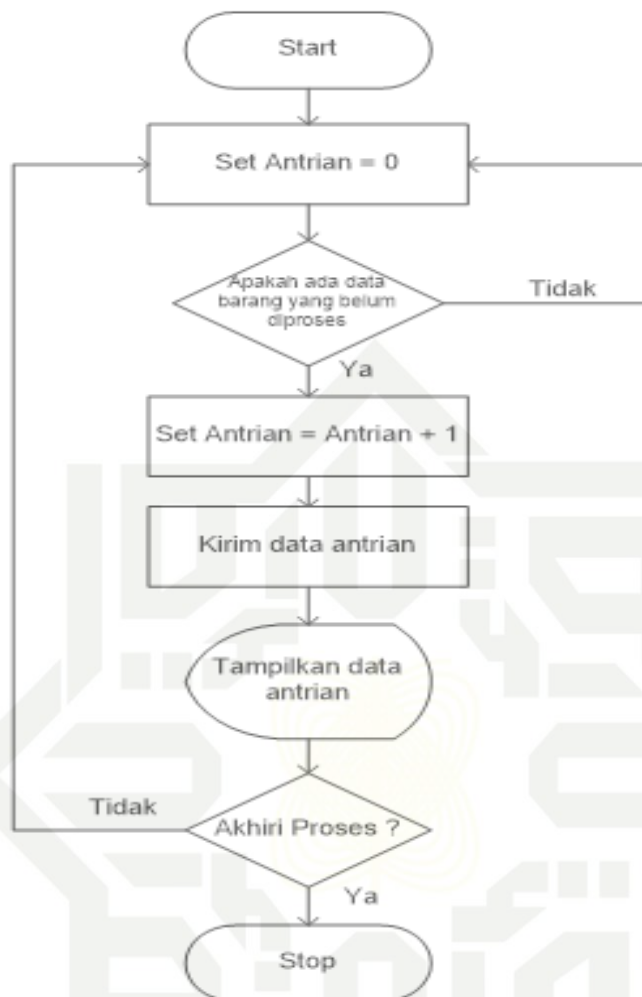 Start
Set Antrian = 0
Apakah ada data
barang yang belum
diproses
Tidak
Ya
Set Antrian = Antrian + 1
Kirim data antrian
Tampilkan data
antrian
Tidak
Akhiri Proses ?
Ya
Stop